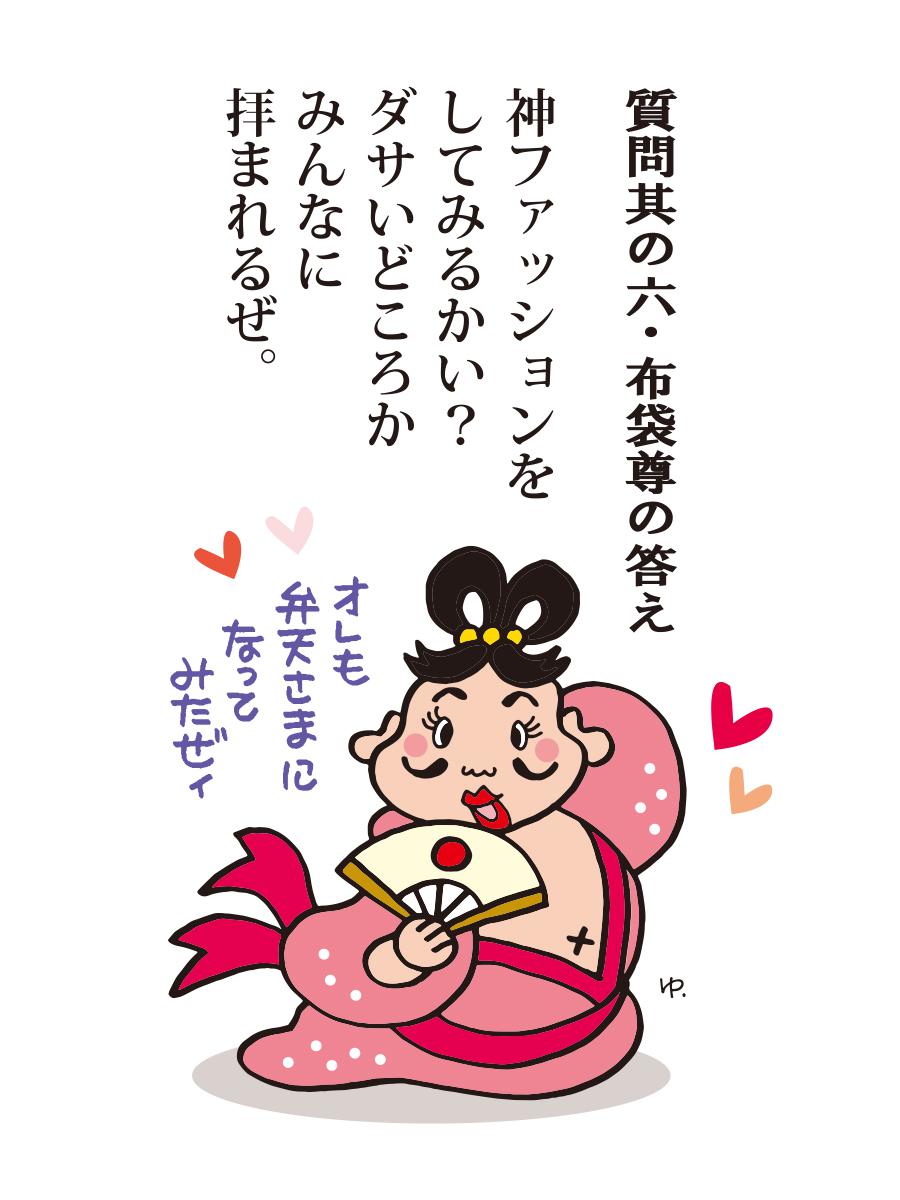 質問其の六・布袋尊の答え
神ファッションを
してみるかい？
ダサいどころか
みんなに
拝まれるぜ。
オレも
弁天さまに
なって
みたぜィ
ゆ.